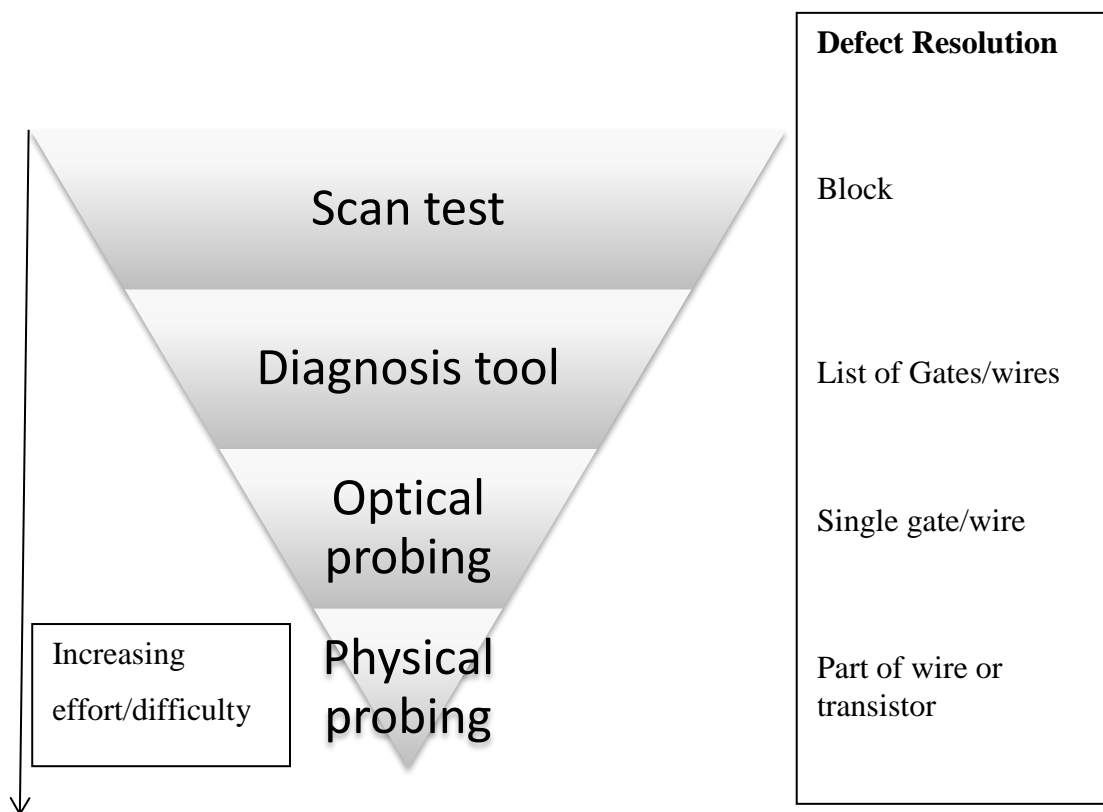 Defect Resolution
Scan test
Block
Diagnosis tool
List of Gates/wires
Optical
probing
Single gate/wire
Physical
probing
Part of wire or
transistor
Increasing
effort/difficulty